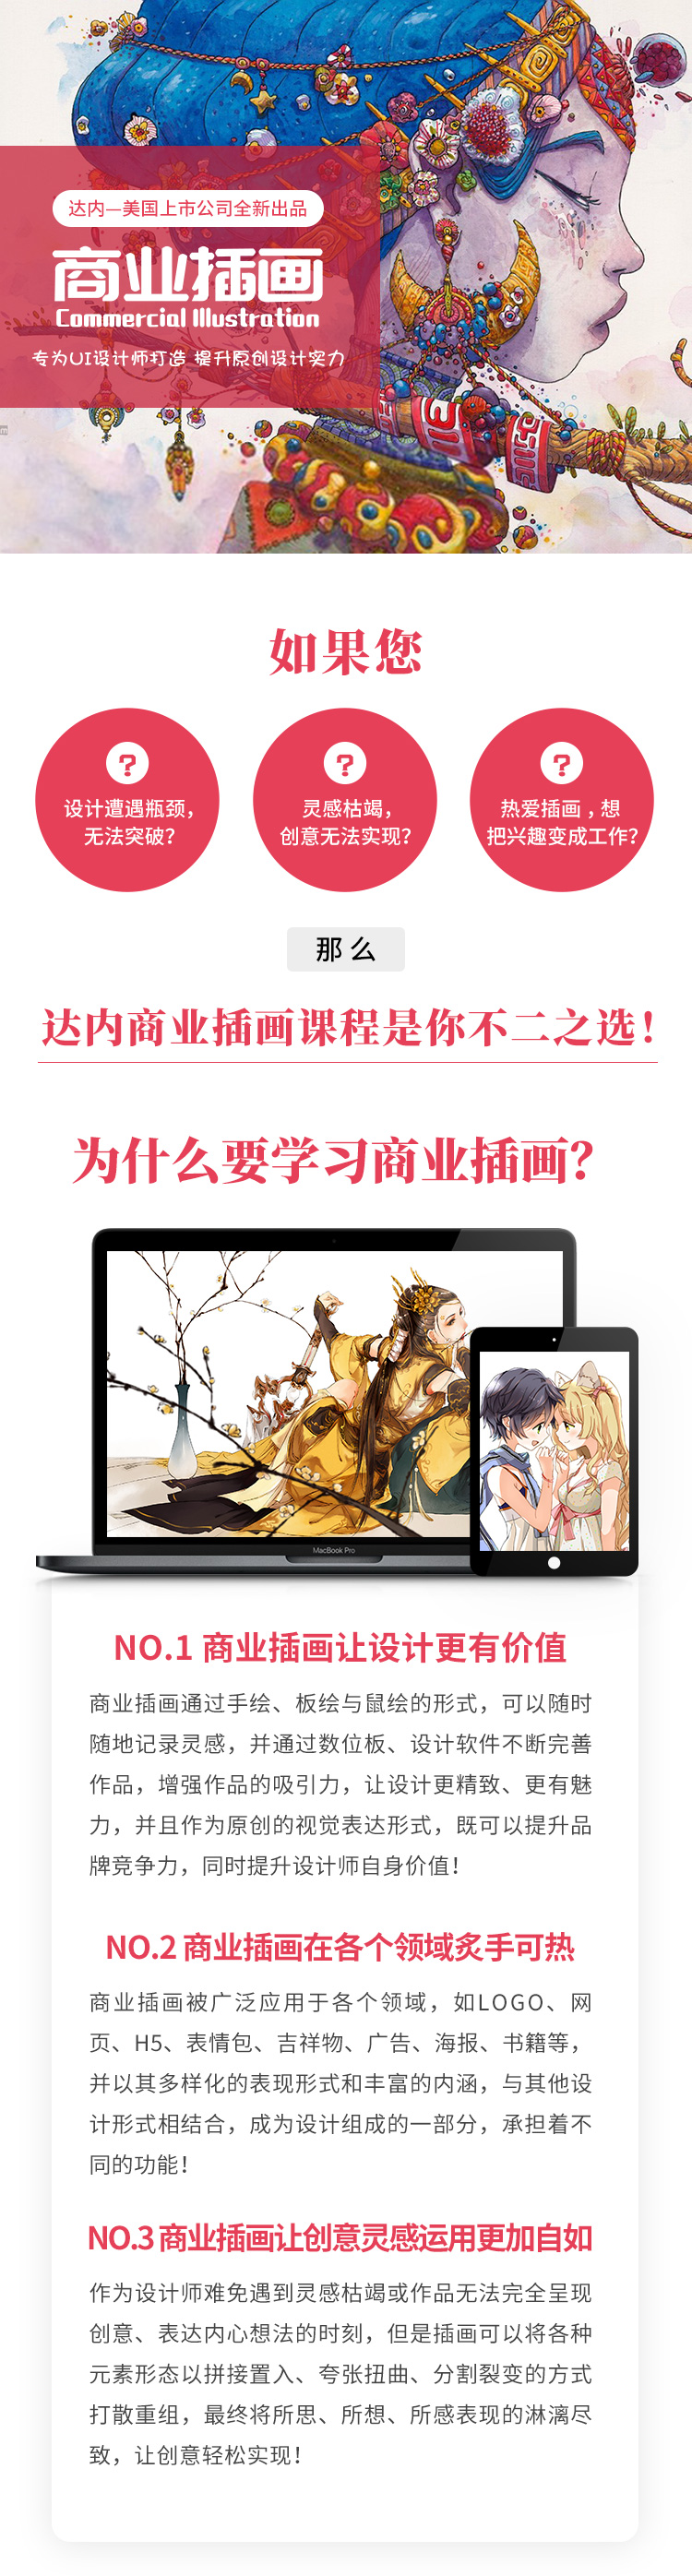 达内—美国上市公司全新出品
商业插画
Commercial Illustration
专为UI设计师打造 提升原创设计实力
如果您
?
设计遭遇瓶颈，
无法突破？
?
灵感枯竭，
创意无法实现？
?
热爱插画，想
把兴趣变成工作？
那么
达内商业插画课程是你不二之选！
为什么要学习商业插画？
MacBook Pro
NO.1 商业插画让设计更有价值
商业插画通过手绘、板绘与鼠绘的形式，可以随时
随地记录灵感，并通过数位板、设计软件不断完善
作品，增强作品的吸引力，让设计更精致、更有魅
力，并且作为原创的视觉表达形式，既可以提升品
牌竞争力，同时提升设计师自身价值！
NO.2 商业插画在各个领域炙手可热
商业插画被广泛应用于各个领域，如LOGO、网
页、H5、表情包、吉祥物、广告、海报、书籍等，
并以其多样化的表现形式和丰富的内涵，与其他设
计形式相结合，成为设计组成的一部分，承担着不
同的功能！
NO.3 商业插画让创意灵感运用更加自如
作为设计师难免遇到灵感枯竭或作品无法完全呈现
创意、表达内心想法的时刻，但是插画可以将各种
元素形态以拼接置入、夸张扭曲、分割裂变的方式
打散重组，最终将所思、所想、所感表现的淋漓尽
致，让创意轻松实现！